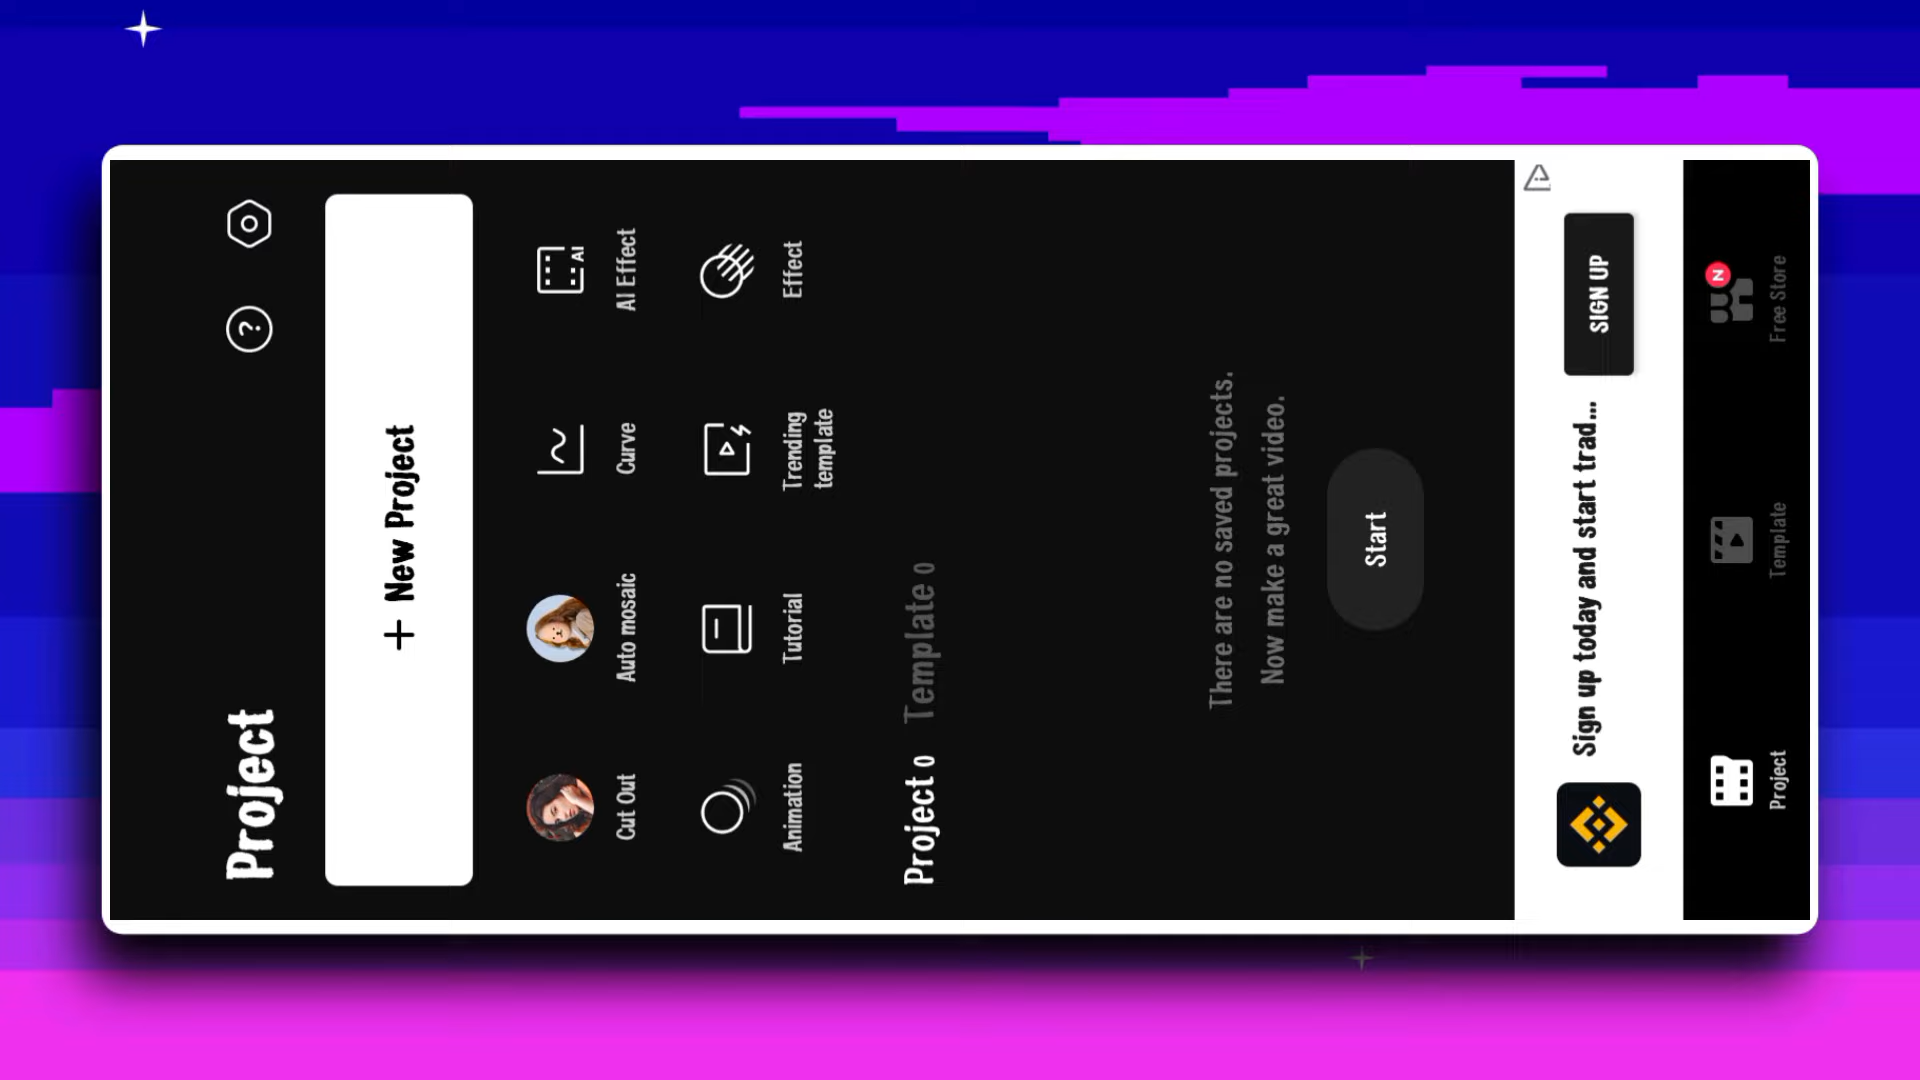 Project
?
+ New Project
Cut Out
Auto mosaic
Curve
AI
AI Effect
Animation
Tutorial
Trending
template
Effect
Project 0
Template 0
There are no saved projects.
Now make a great video.
Start
Sign up today and start trad...
SIGN UP
Project
Template
N
Free Store